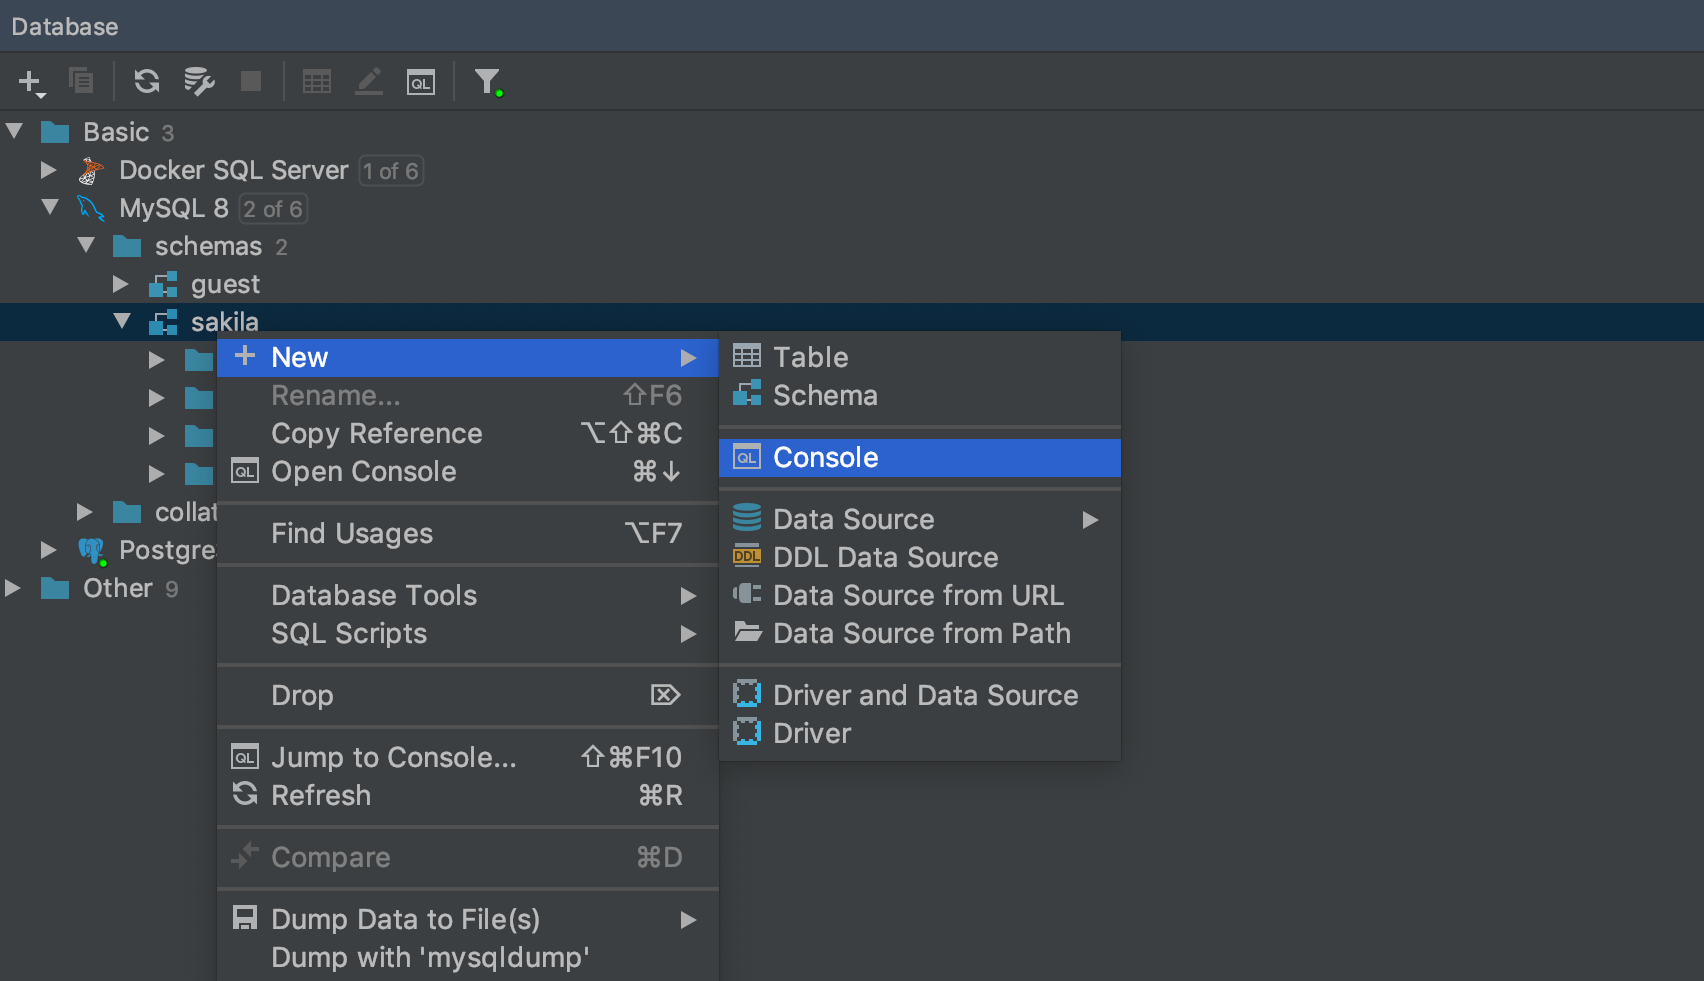 Database
QL
Basic 3
Docker SQL Server 1 of 6
MySQL 8 2 of 6
schemas 2
guest
sakila
New
Rename... ⇧F6
Copy Reference ⌥⇧⌘C
QL Open Console ⌘↓
Find Usages ⌥F7
Database Tools
SQL Scripts
Drop ⌦
QL Jump to Console... ⇧⌘F10
Refresh ⌘R
Compare ⌘D
Dump Data to File(s)
Dump with 'mysqldump'
Table
Schema
QL Console
Data Source
DDL DDL Data Source
Data Source from URL
Data Source from Path
Driver and Data Source
Driver
collat
Postgre
Other 9